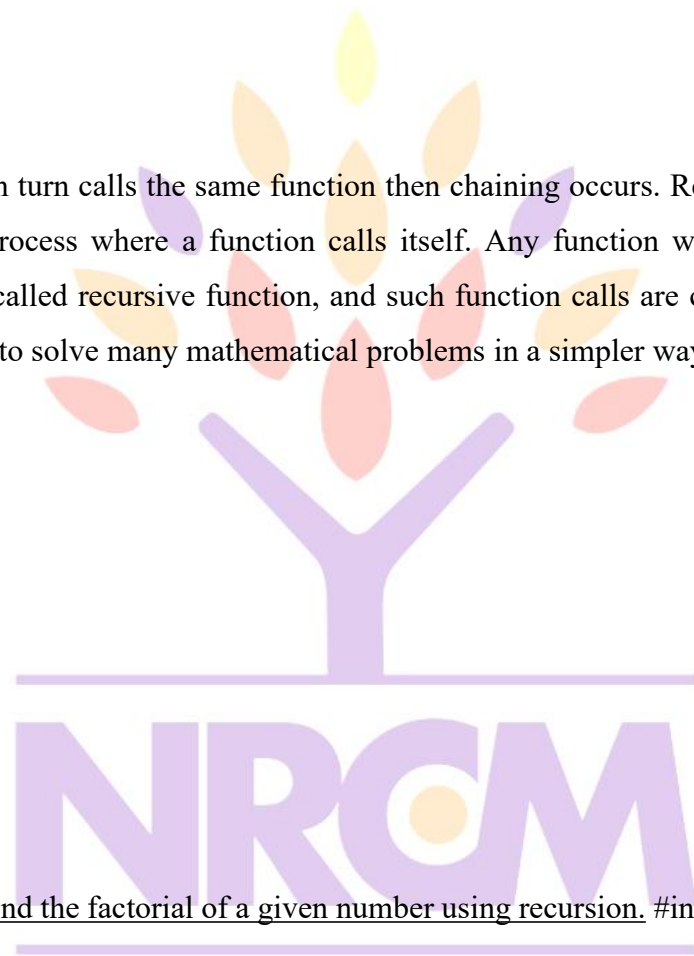 n turn calls the same function then chaining occurs. Re
rocess where a function calls itself. Any function w
called recursive function, and such function calls are
to solve many mathematical problems in a simpler way
NRCM
nd the factorial of a given number using recursion. #in